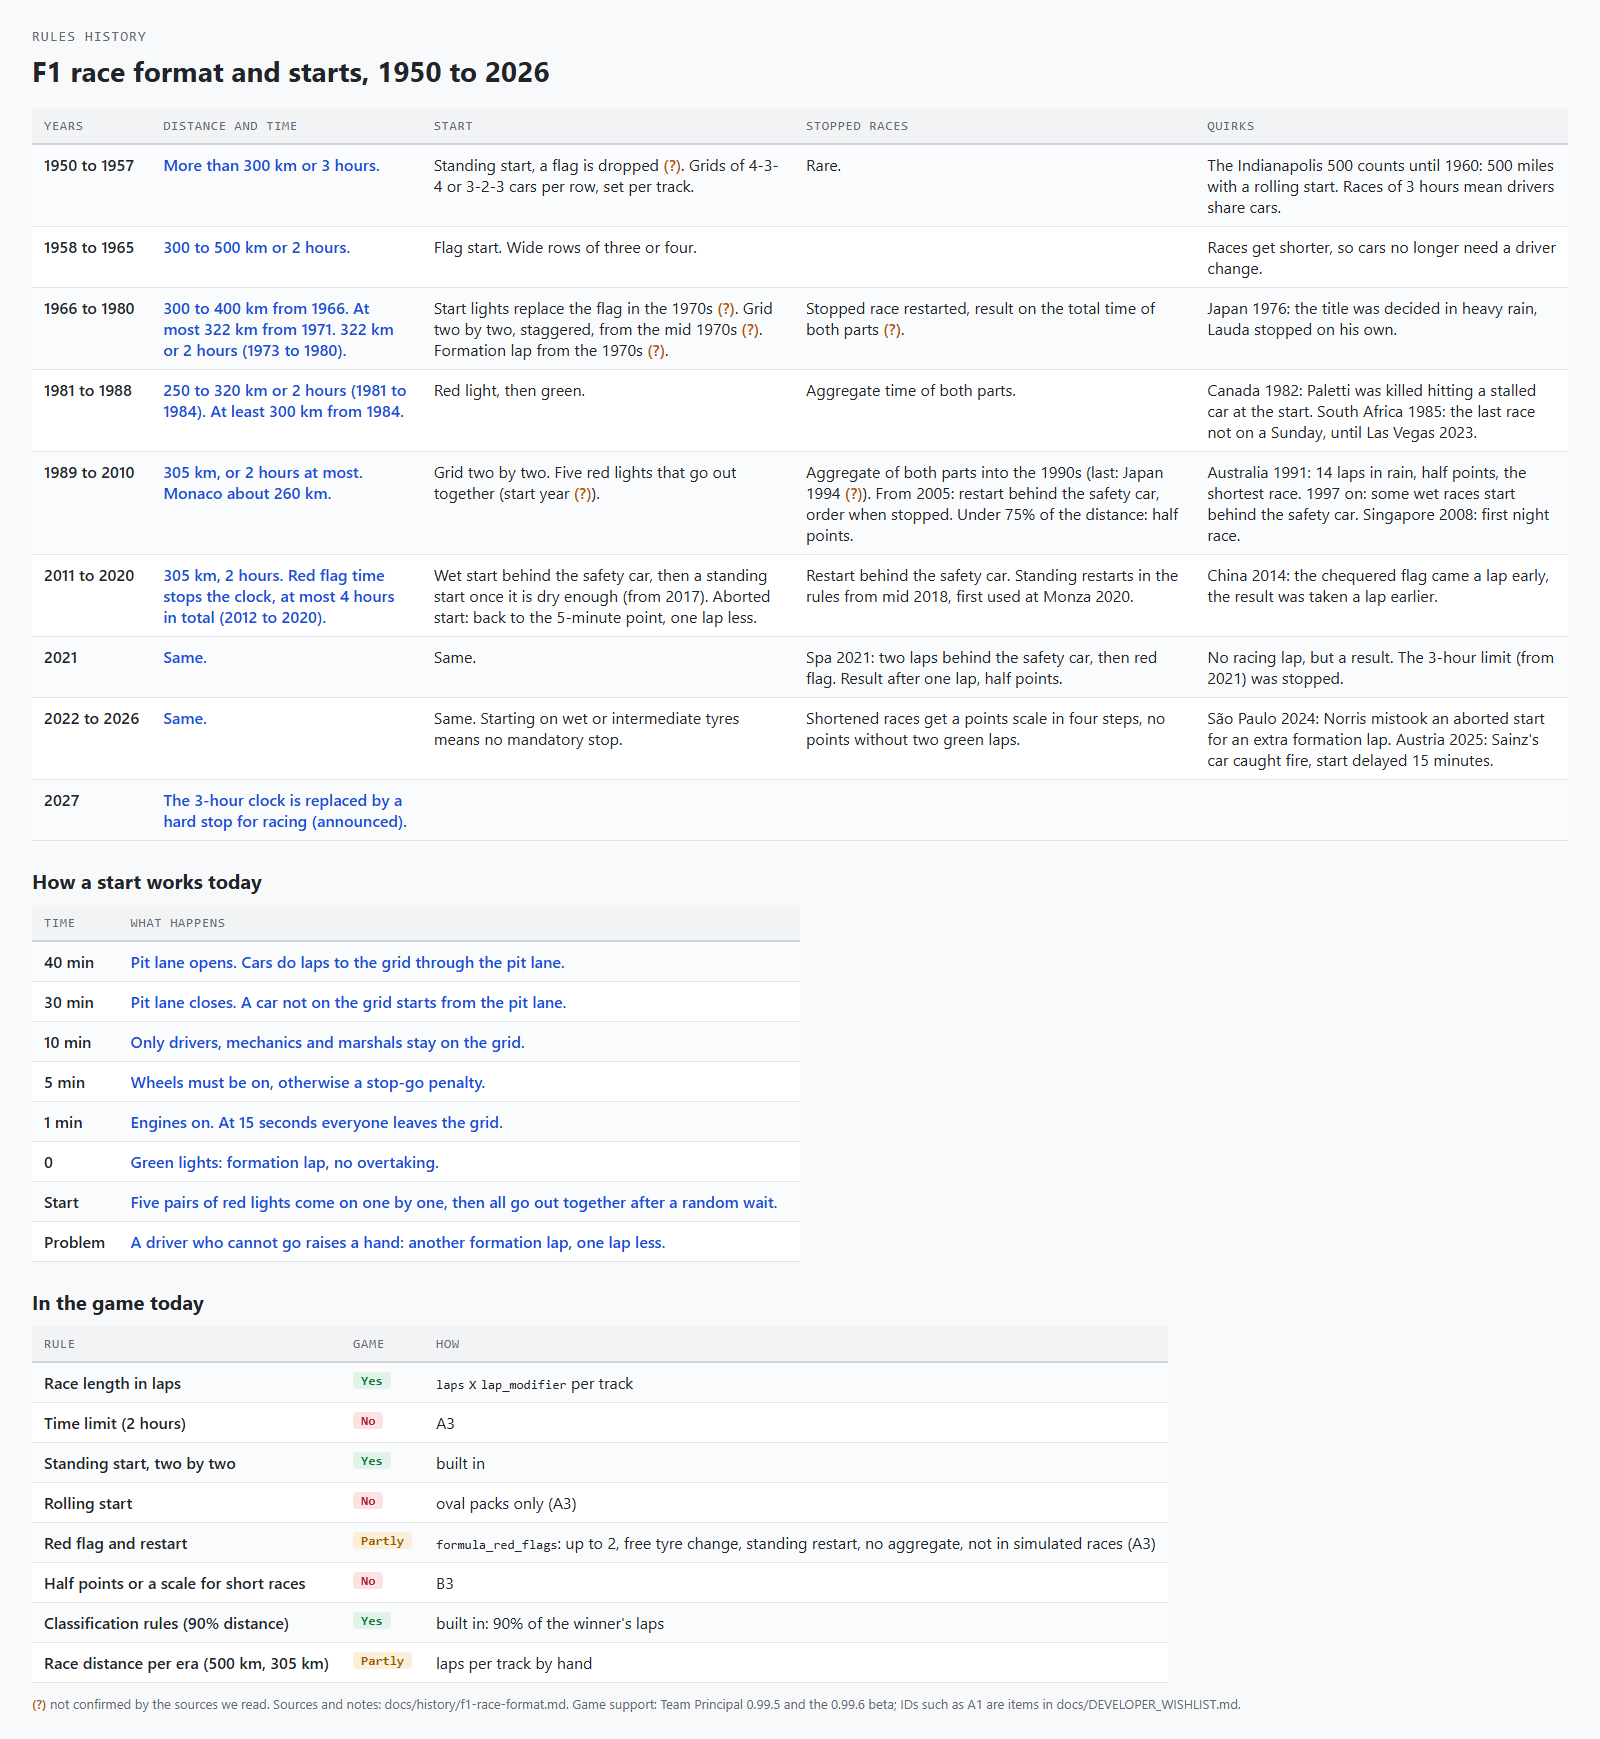 RULES HISTORY
F1 race format and starts, 1950 to 2026
YEARS DISTANCE AND TIME START STOPPED RACES QUIRKS
1950 to 1957 More than 300 km or 3 hours. Standing start, a flag is dropped (?). Grids of 4-3- Rare. The Indianapolis 500 counts until 1960: 500 miles
4 or 3-2-3 cars per row, set per track. with a rolling start. Races of 3 hours mean drivers
share cars.
1958 to 1965 300 to 500 km or 2 hours. Flag start. Wide rows of three or four. Races get shorter, so cars no longer need a driver
change.
1966 to 1980 300 to 400 km from 1966. At Start lights replace the flag in the 1970s (?). Grid Stopped race restarted, result on the total time of Japan 1976: the title was decided in heavy rain,
most 322 km from 1971. 322 km two by two, staggered, from the mid 1970s (?). both parts (?). Lauda stopped on his own.
or 2 hours (1973 to 1980). Formation lap from the 1970s (?).
1981 to 1988 250 to 320 km or 2 hours (1981 to Red light, then green. Aggregate time of both parts. Canada 1982: Paletti was killed hitting a stalled
1984). At least 300 km from 1984. car at the start. South Africa 1985: the last race
not on a Sunday, until Las Vegas 2023.
1989 to 2010 305 km, or 2 hours at most. Grid two by two. Five red lights that go out Aggregate of both parts into the 1990s (last: Japan Australia 1991: 14 laps in rain, half points, the
Monaco about 260 km. together (start year (?)). 1994 (?)). From 2005: restart behind the safety car, shortest race. 1997 on: some wet races start
order when stopped. Under 75% of the distance: half behind the safety car. Singapore 2008: first night
points. race.
2011 to 2020 305 km, 2 hours. Red flag time Wet start behind the safety car, then a standing Restart behind the safety car. Standing restarts in the China 2014: the chequered flag came a lap early,
stops the clock, at most 4 hours start once it is dry enough (from 2017). Aborted rules from mid 2018, first used at Monza 2020. the result was taken a lap earlier.
in total (2012 to 2020). start: back to the 5-minute point, one lap less.
2021 Same. Same. Spa 2021: two laps behind the safety car, then red No racing lap, but a result. The 3-hour limit (from
flag. Result after one lap, half points. 2021) was stopped.
2022 to 2026 Same. Same. Starting on wet or intermediate tyres Shortened races get a points scale in four steps, no São Paulo 2024: Norris mistook an aborted start
means no mandatory stop. points without two green laps. for an extra formation lap. Austria 2025: Sainz's
car caught fire, start delayed 15 minutes.
2027 The 3-hour clock is replaced by a
hard stop for racing (announced).
How a start works today
TIME WHAT HAPPENS
40 min Pit lane opens. Cars do laps to the grid through the pit lane.
30 min Pit lane closes. A car not on the grid starts from the pit lane.
10 min Only drivers, mechanics and marshals stay on the grid.
5 min Wheels must be on, otherwise a stop-go penalty.
1 min Engines on. At 15 seconds everyone leaves the grid.
0 Green lights: formation lap, no overtaking.
Start Five pairs of red lights come on one by one, then all go out together after a random wait.
Problem A driver who cannot go raises a hand: another formation lap, one lap less.
In the game today
RULE GAME HOW
Race length in laps Yes laps x lap_modifier per track
Time limit (2 hours) No A3
Standing start, two by two Yes built in
Rolling start No oval packs only (A3)
Red flag and restart Partly formula_red_flags: up to 2, free tyre change, standing restart, no aggregate, not in simulated races (A3)
Half points or a scale for short races No B3
Classification rules (90% distance) Yes built in: 90% of the winner's laps
Race distance per era (500 km, 305 km) Partly laps per track by hand
(?) not confirmed by the sources we read. Sources and notes: docs/history/f1-race-format.md. Game support: Team Principal 0.99.5 and the 0.99.6 beta; IDs such as A1 are items in docs/DEVELOPER_WISHLIST.md.